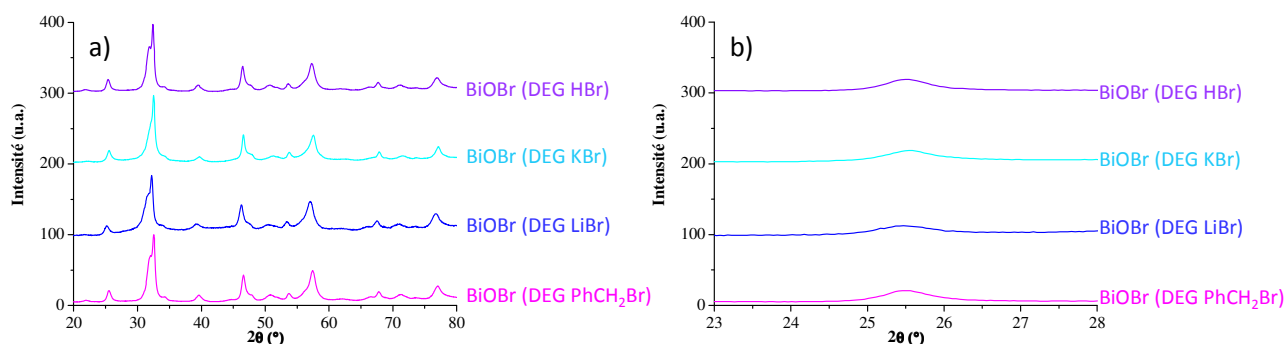 a)
Intensité (u.a.)
400
300
200
100
0
BiOBr (DEG HBr)
BiOBr (DEG KBr)
BiOBr (DEG LiBr)
BiOBr (DEG PhCH₂Br)
20 30 40 50 60 70 80
2θ (°)
b)
Intensité (u.a.)
400
300
200
100
0
BiOBr (DEG HBr)
BiOBr (DEG KBr)
BiOBr (DEG LiBr)
BiOBr (DEG PhCH₂Br)
23 24 25 26 27 28
2θ (°)